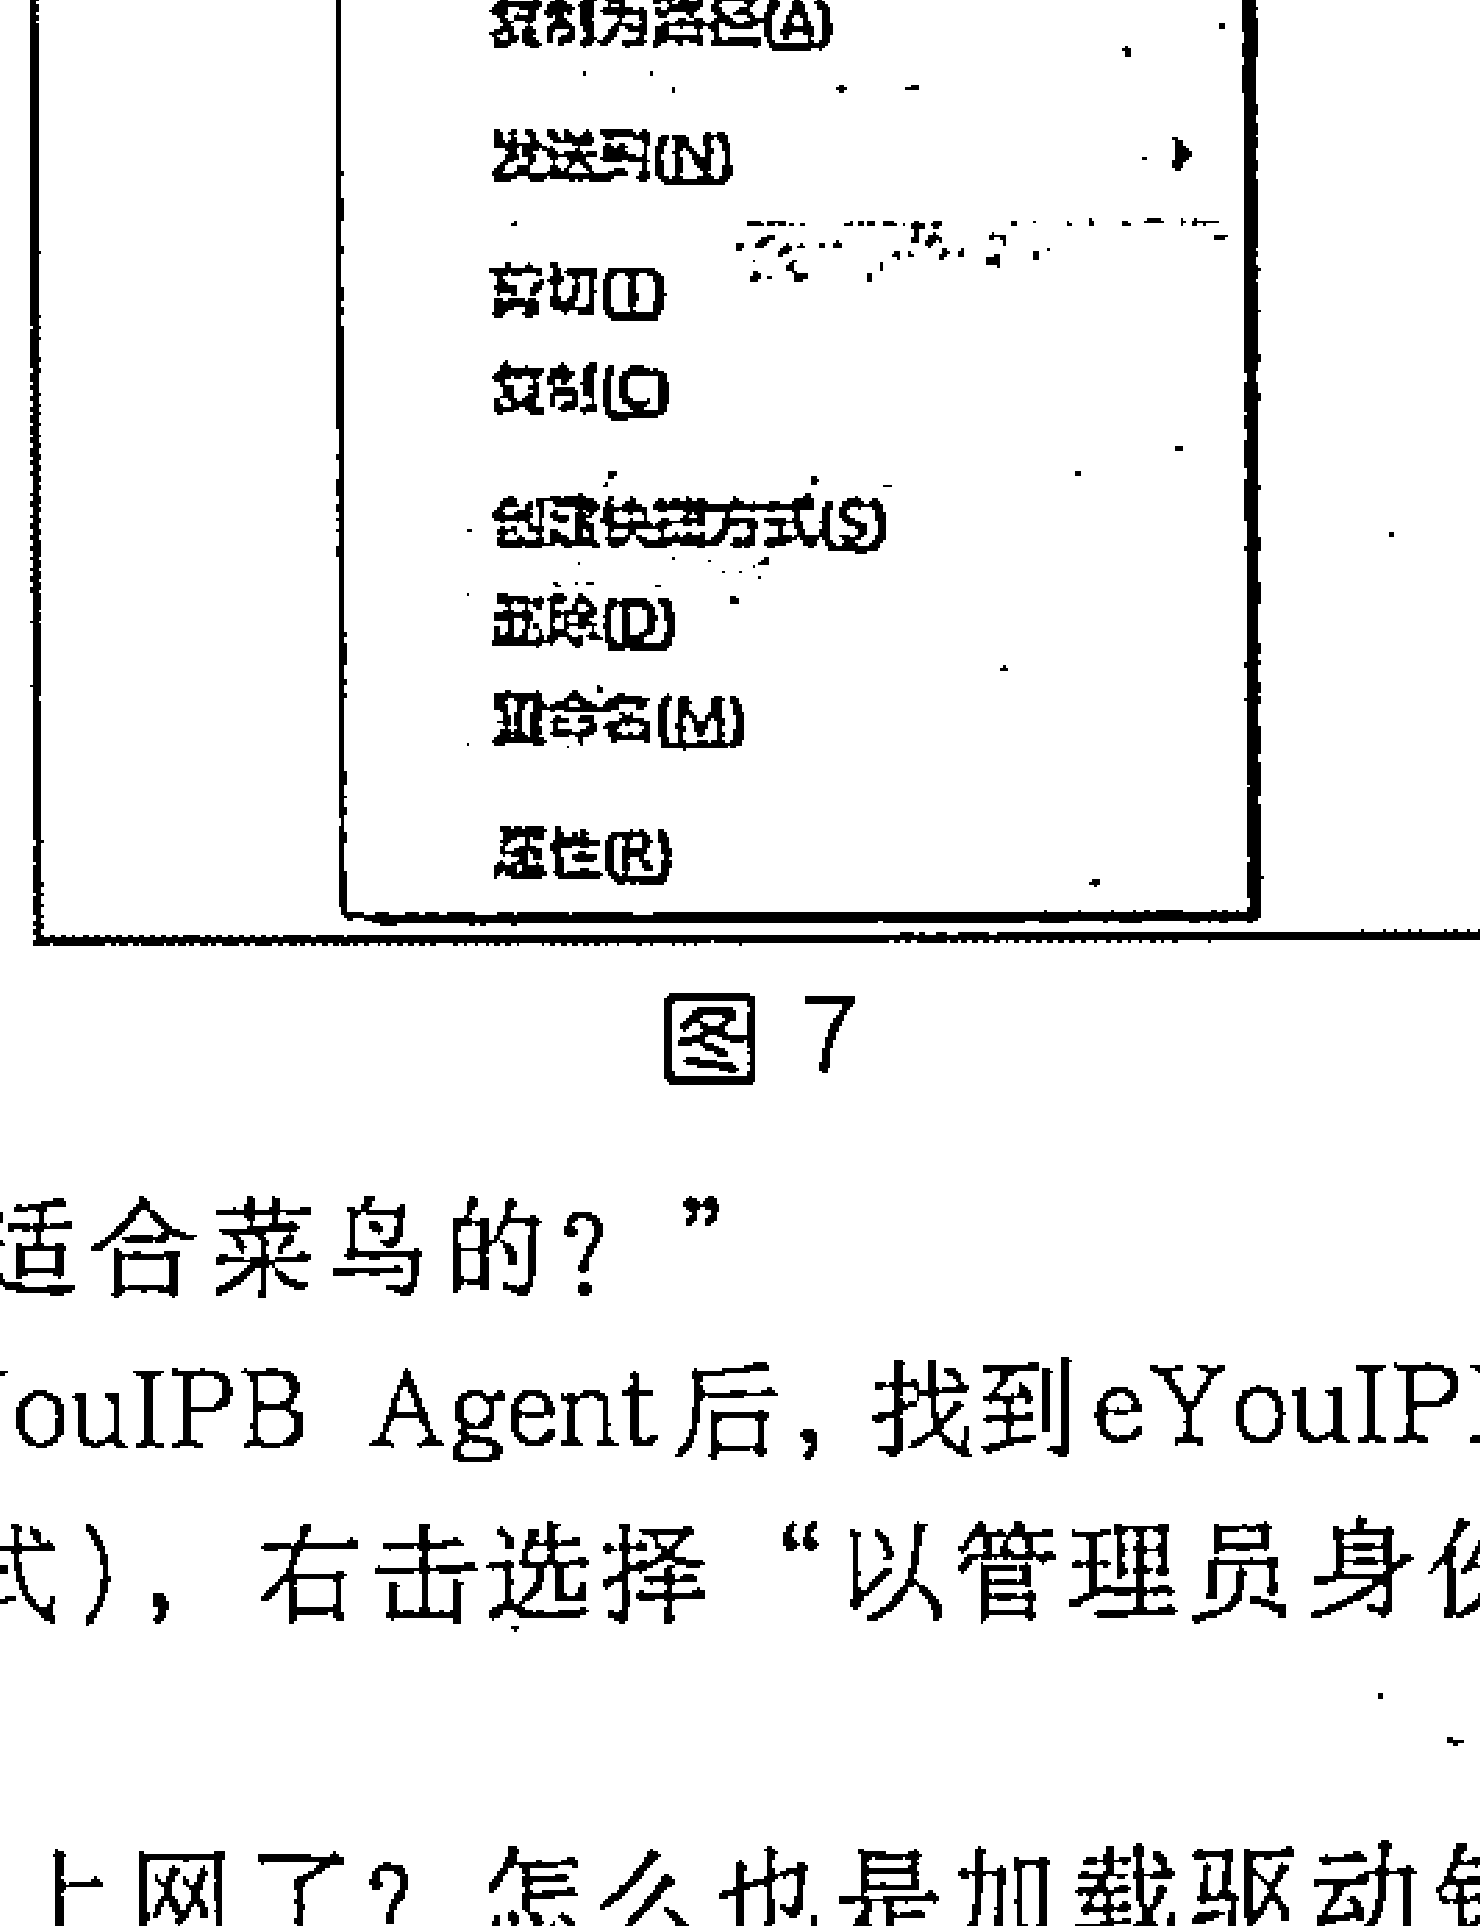 复制为路径(A)
发送到(N)
剪切(T)
复制(C)
创建快捷方式(S)
删除(D)
重命名(M)
属性(R)
图 7
适合菜鸟的？”
YouIPB Agent后，找到eYouIP
式)，右击选择“以管理员身份
上网了？怎么也是加载驱动